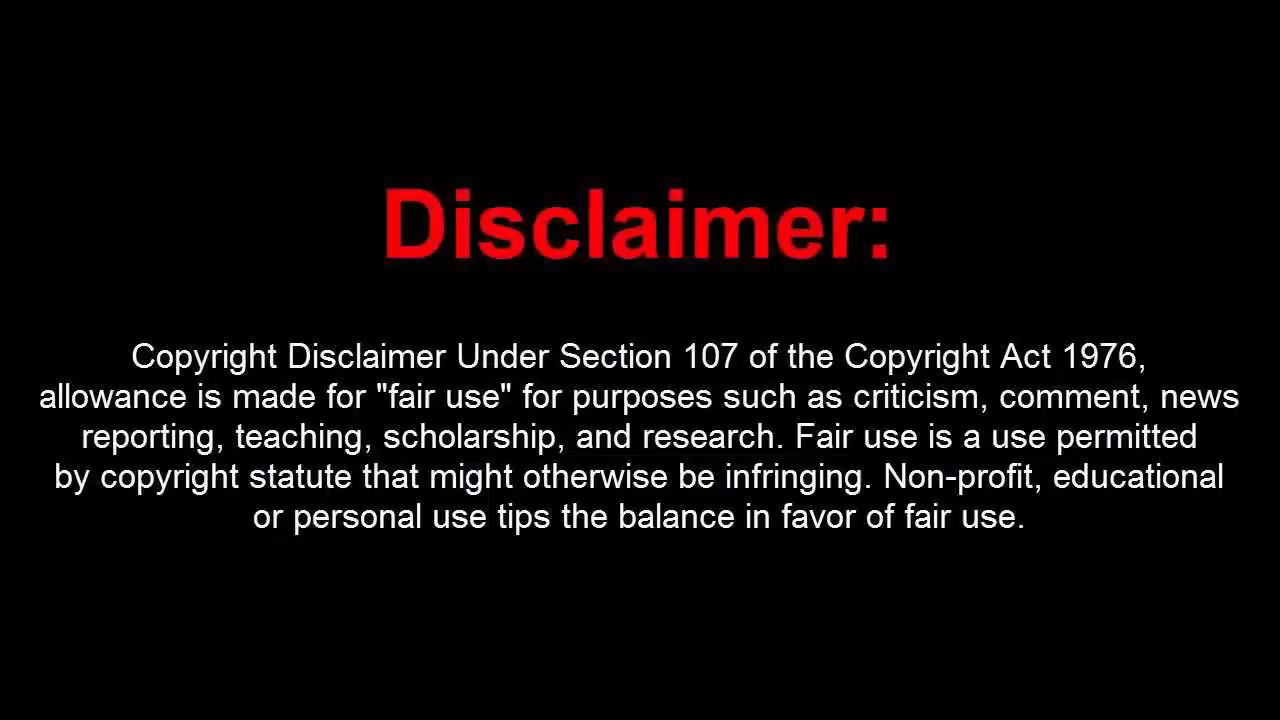 Disclaimer:
Copyright Disclaimer Under Section 107 of the Copyright Act 1976,
allowance is made for "fair use" for purposes such as criticism, comment, news
reporting, teaching, scholarship, and research. Fair use is a use permitted
by copyright statute that might otherwise be infringing. Non-profit, educational
or personal use tips the balance in favor of fair use.